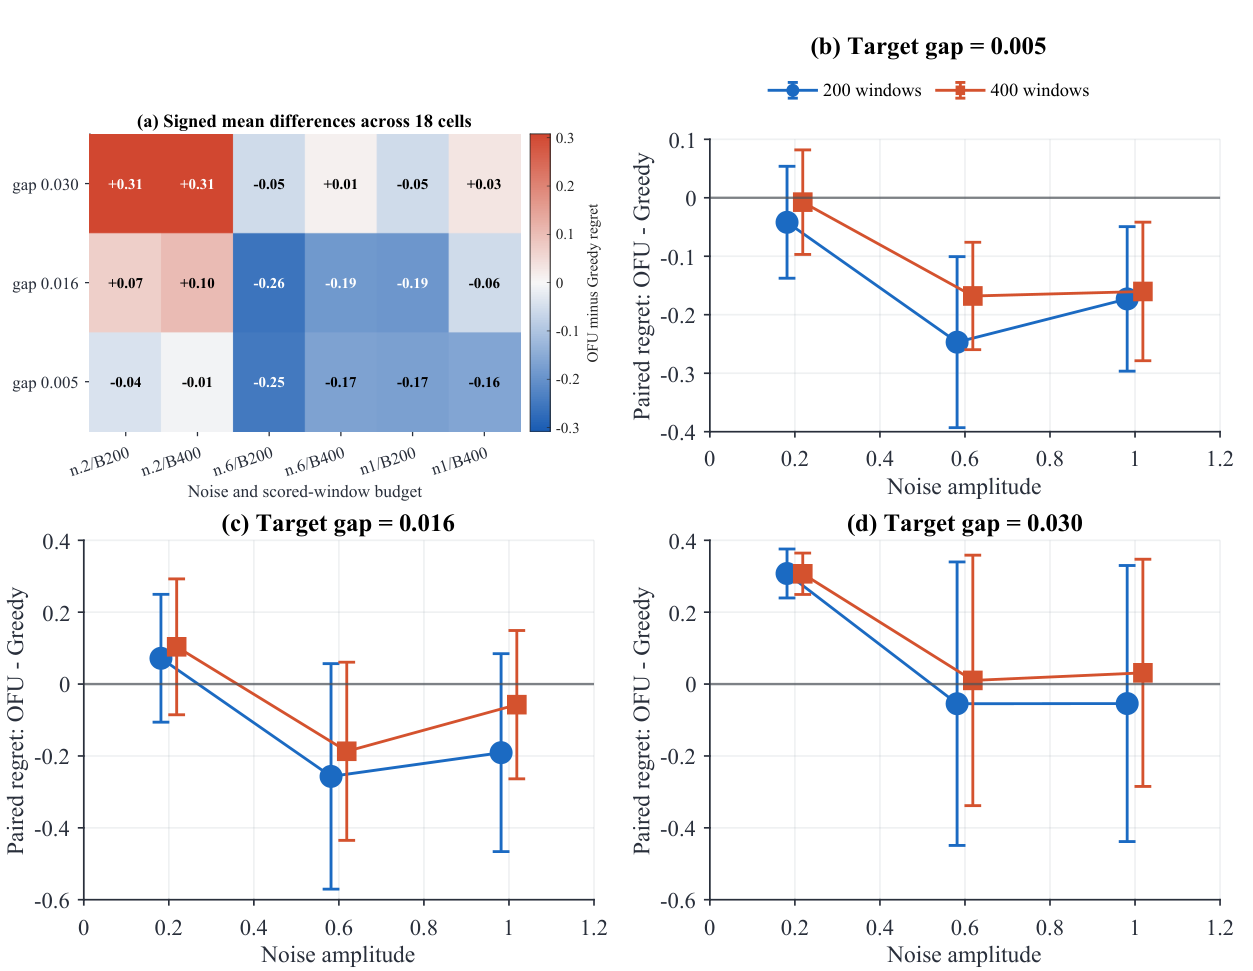 (a) Signed mean differences across 18 cells
gap 0.030
gap 0.016
gap 0.005
+0.31 +0.31 -0.05 +0.01 -0.05 +0.03
+0.07 +0.10 -0.26 -0.19 -0.19 -0.06
-0.04 -0.01 -0.25 -0.17 -0.17 -0.16
n.2/B200 n.2/B400 n.6/B200 n.6/B400 n1/B200 n1/B400
Noise and scored-window budget
0.3
0.2
0.1
0
-0.1
-0.2
-0.3
OFU minus Greedy regret
(b) Target gap = 0.005
200 windows 400 windows
0.1
0
-0.1
-0.2
-0.3
-0.4
Paired regret: OFU - Greedy
0 0.2 0.4 0.6 0.8 1 1.2
Noise amplitude
(c) Target gap = 0.016
0.4
0.2
0
-0.2
-0.4
-0.6
Paired regret: OFU - Greedy
0 0.2 0.4 0.6 0.8 1 1.2
Noise amplitude
(d) Target gap = 0.030
0.4
0.2
0
-0.2
-0.4
-0.6
Paired regret: OFU - Greedy
0 0.2 0.4 0.6 0.8 1 1.2
Noise amplitude